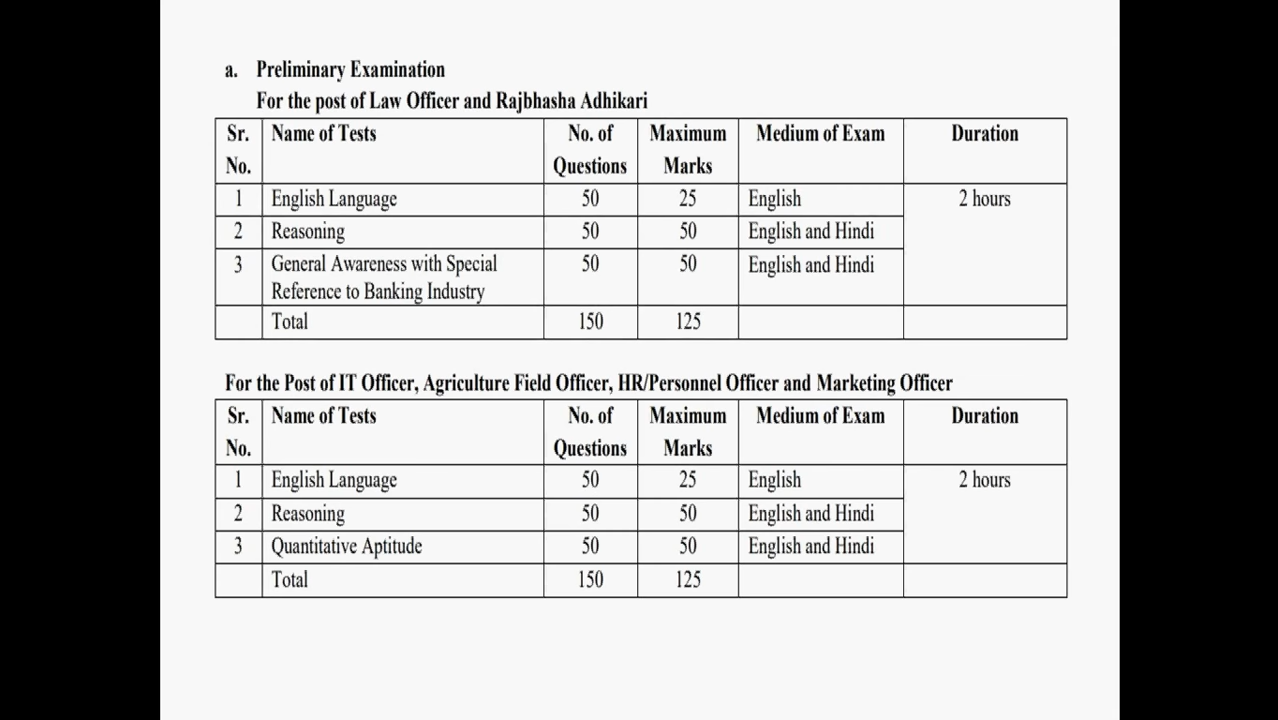 a. Preliminary Examination
For the post of Law Officer and Rajbhasha Adhikari
Sr. No. Name of Tests No. of Questions Maximum Marks Medium of Exam Duration
1 English Language 50 25 English 2 hours
2 Reasoning 50 50 English and Hindi
3 General Awareness with Special Reference to Banking Industry 50 50 English and Hindi
Total 150 125
For the Post of IT Officer, Agriculture Field Officer, HR/Personnel Officer and Marketing Officer
Sr. No. Name of Tests No. of Questions Maximum Marks Medium of Exam Duration
1 English Language 50 25 English 2 hours
2 Reasoning 50 50 English and Hindi
3 Quantitative Aptitude 50 50 English and Hindi
Total 150 125